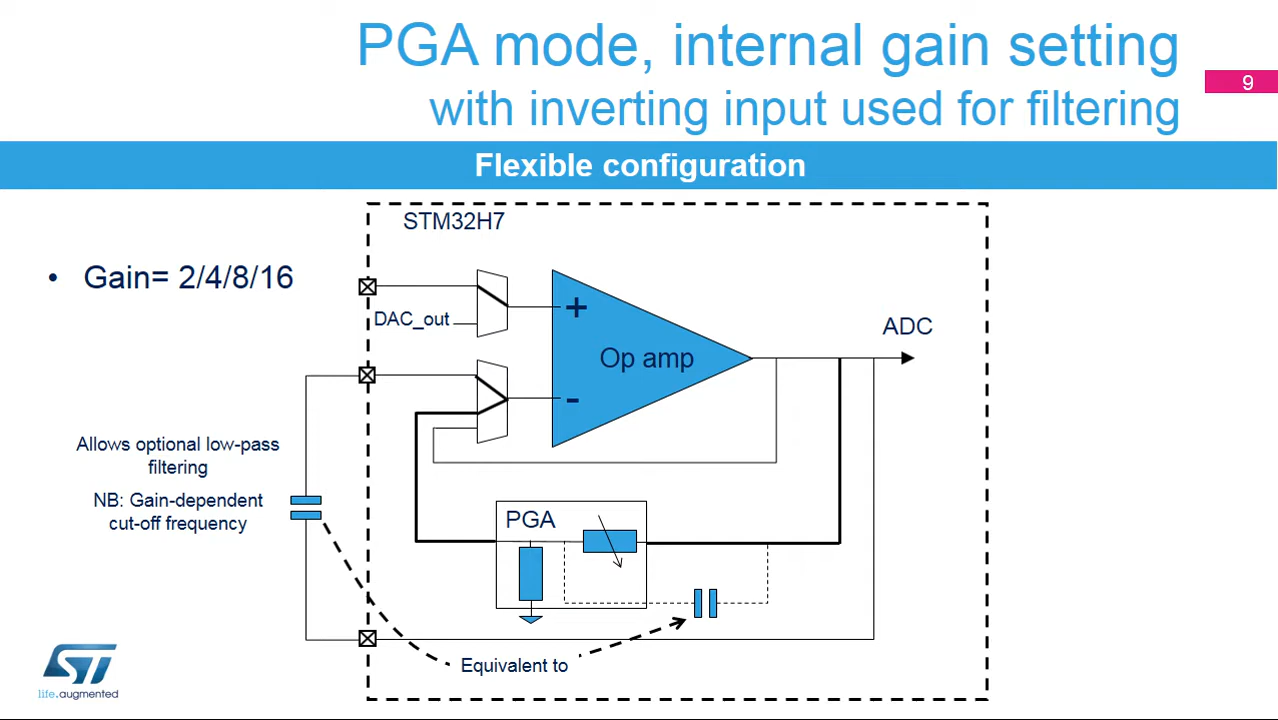 PGA mode, internal gain setting
with inverting input used for filtering
9
Flexible configuration
STM32H7
• Gain= 2/4/8/16
DAC_out
+
ADC
Op amp
-
Allows optional low-pass
filtering
NB: Gain-dependent
cut-off frequency
PGA
Equivalent to
ST
life.augmented